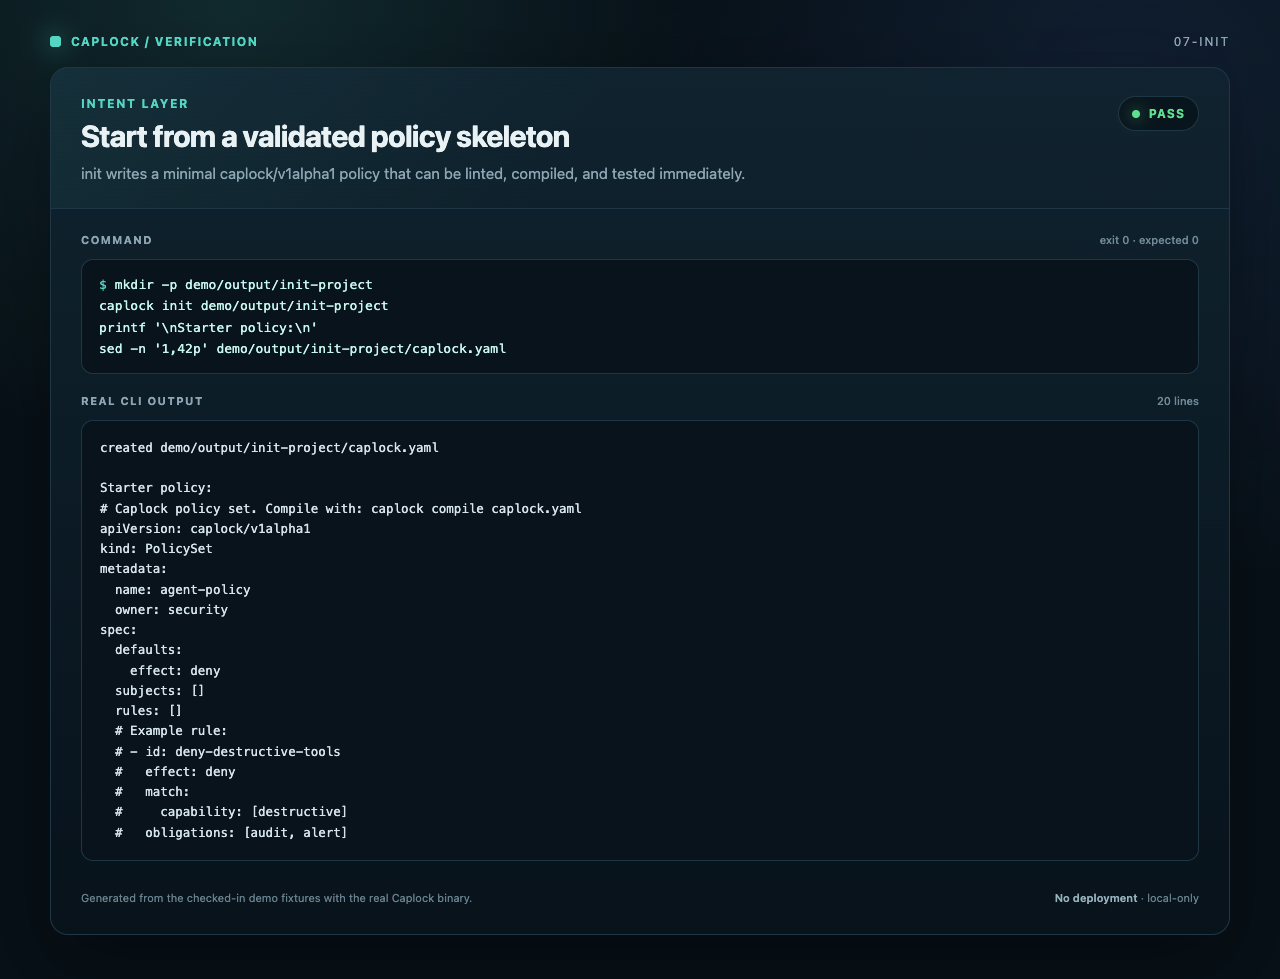 CAPLOCK / VERIFICATION
07-INIT
INTENT LAYER
Start from a validated policy skeleton
init writes a minimal caplock/v1alpha1 policy that can be linted, compiled, and tested immediately.
PASS
COMMAND
exit 0 · expected 0
$ mkdir -p demo/output/init-project
caplock init demo/output/init-project
printf '\nStarter policy:\n'
sed -n '1,42p' demo/output/init-project/caplock.yaml
REAL CLI OUTPUT
20 lines
created demo/output/init-project/caplock.yaml

Starter policy:
# Caplock policy set. Compile with: caplock compile caplock.yaml
apiVersion: caplock/v1alpha1
kind: PolicySet
metadata:
  name: agent-policy
  owner: security
spec:
  defaults:
    effect: deny
  subjects: []
  rules: []
  # Example rule:
  # - id: deny-destructive-tools
  #   effect: deny
  #   match:
  #     capability: [destructive]
  #   obligations: [audit, alert]
Generated from the checked-in demo fixtures with the real Caplock binary.
No deployment · local-only